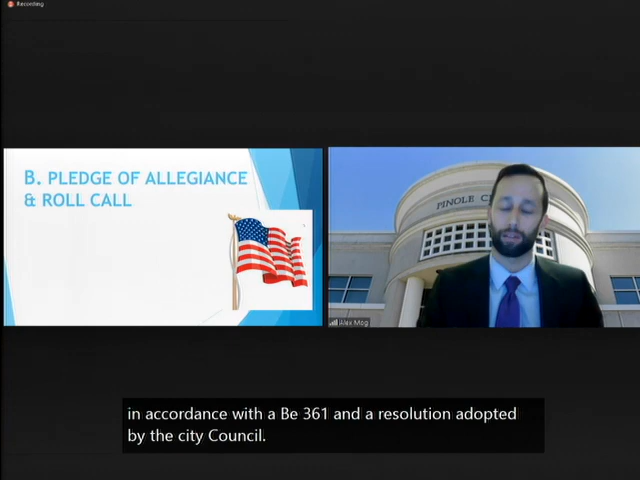 Recording
B. PLEDGE OF ALLEGIANCE
& ROLL CALL
PINOLE C
Alex Mog
in accordance with a Be 361 and a resolution adopted
by the city Council.